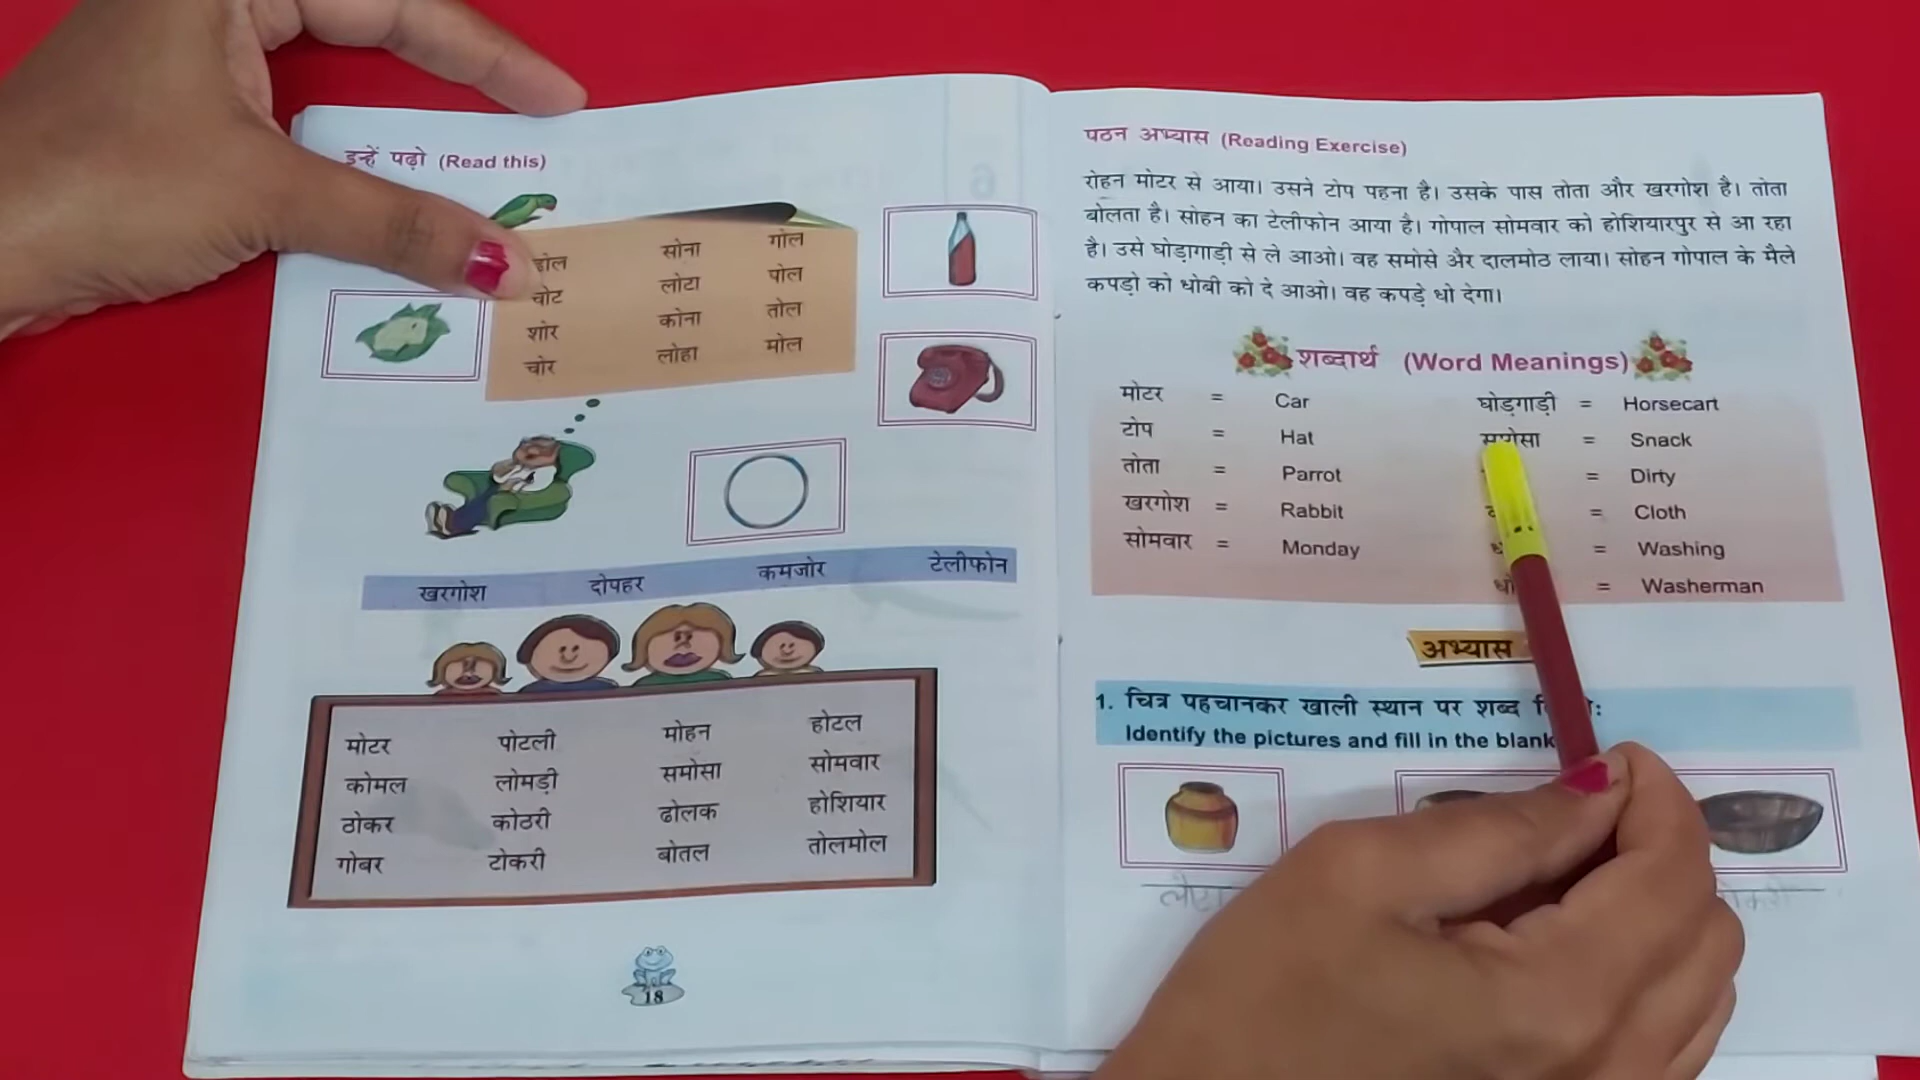 इन्हें पढ़ो (Read this)
ढोल सोना गोल
चोट लोटा पोल
शोर कोना तोल
चोर लोहा मोल
खरगोश दोपहर कमजोर टेलीफोन
मोटर पोटली मोहन होटल
कोमल लोमड़ी समोसा सोमवार
ठोकर कोठरी ढोलक होशियार
गोबर टोकरी बोतल तोलमोल
18
पठन अभ्यास (Reading Exercise)
रोहन मोटर से आया। उसने टोप पहना है। उसके पास तोता और खरगोश है। तोता
बोलता है। सोहन का टेलीफोन आया है। गोपाल सोमवार को होशियारपुर से आ रहा
है। उसे घोड़ागाड़ी से ले आओ। वह समोसे अैर दालमोठ लाया। सोहन गोपाल के मैले
कपड़ो को धोबी को दे आओ। वह कपड़े धो देगा।
शब्दार्थ (Word Meanings)
मोटर = Car घोड़गाड़ी = Horsecart
टोप = Hat समोसा = Snack
तोता = Parrot = Dirty
खरगोश = Rabbit = Cloth
सोमवार = Monday = Washing
= Washerman
अभ्यास
1. चित्र पहचानकर खाली स्थान पर शब्द
Identify the pictures and fill in the blank